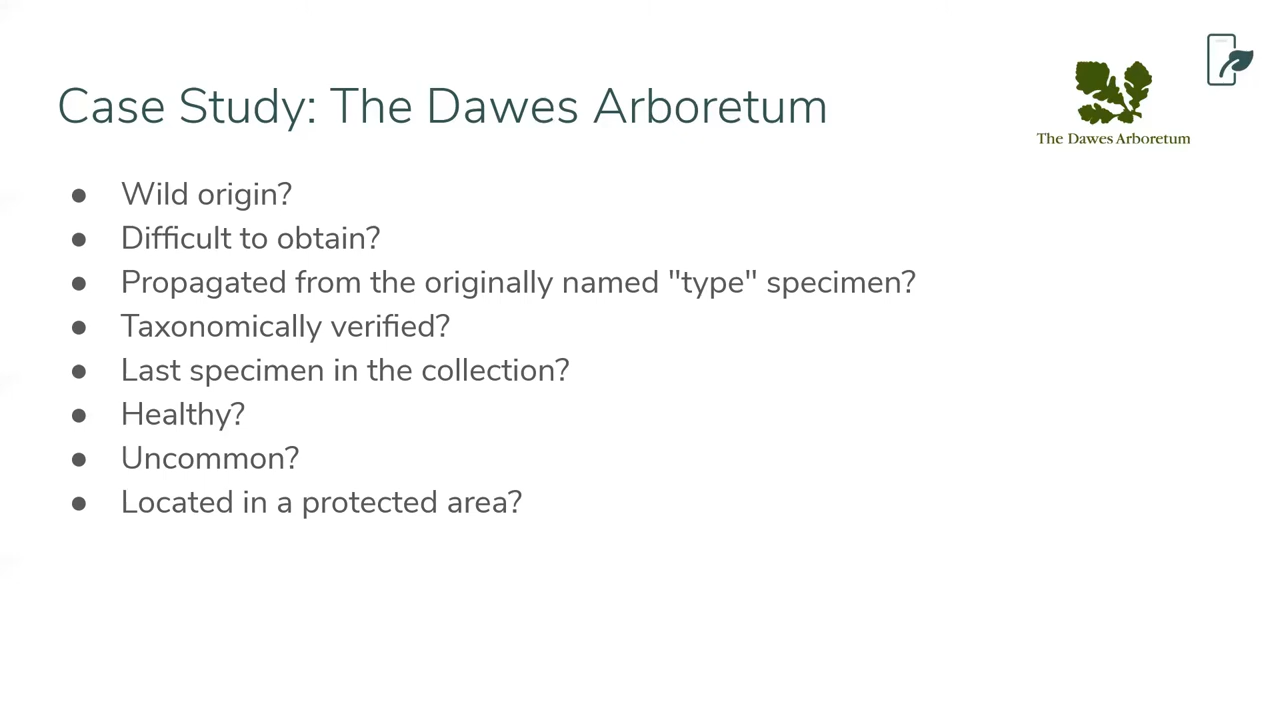 Case Study: The Dawes Arboretum
The Dawes Arboretum
● Wild origin?
● Difficult to obtain?
● Propagated from the originally named "type" specimen?
● Taxonomically verified?
● Last specimen in the collection?
● Healthy?
● Uncommon?
● Located in a protected area?